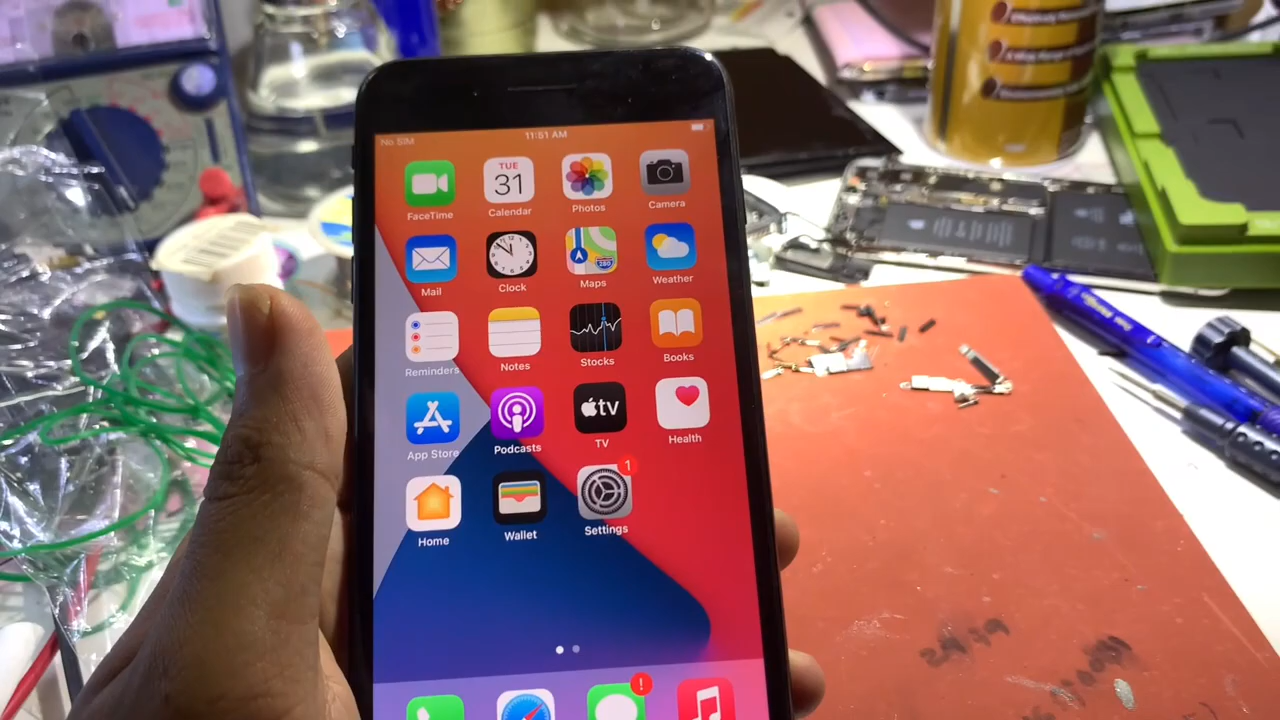 No SIM
11:51 AM
FaceTime
TUE
31
Calendar
Photos
Camera
Mail
Clock
280
Maps
Weather
Reminders
Notes
Stocks
Books
App Store
Podcasts
tv
TV
Health
Home
Wallet
1
Settings
!